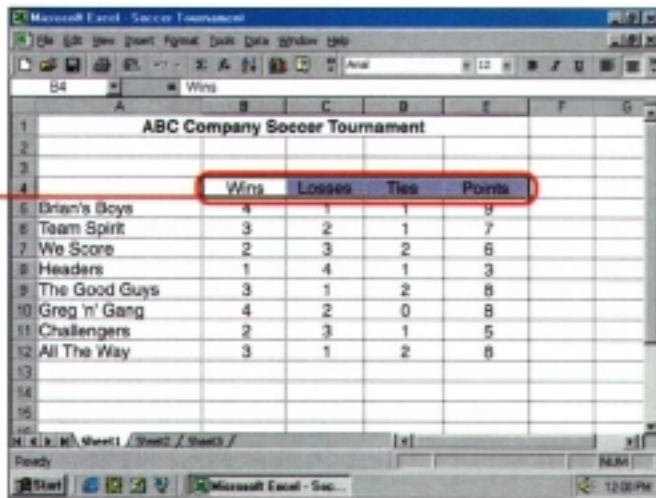 Microsoft Excel - Soccer Tournament
File Edit View Insert Format Tools Data Window Help
Arial 12 B I U
B4 = Wins
A B C D E F G
1 ABC Company Soccer Tournament
2
3
4 Wins Losses Ties Points
5 Brian's Boys 4 1 1 9
6 Team Spirit 3 2 1 7
7 We Score 2 3 2 6
8 Headers 1 4 1 3
9 The Good Guys 3 1 2 8
10 Greg 'n' Gang 4 2 0 8
11 Challengers 2 3 1 5
12 All The Way 3 1 2 8
13
14
15
Sheet1 / Sheet2 / Sheet3 /
Ready NUM
Start Microsoft Excel - Soc... 12:00 PM